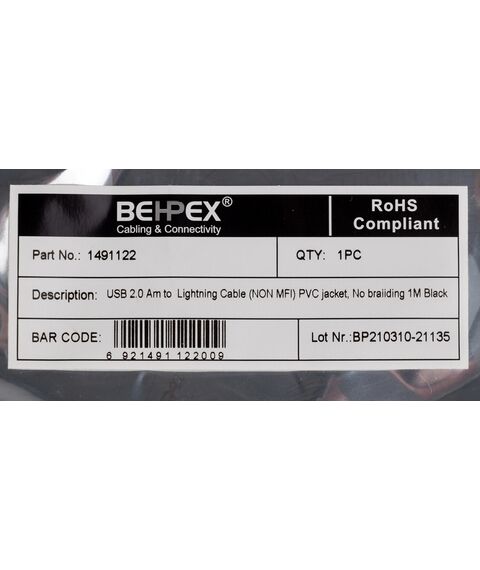 BEHPEX®
Cabling & Connectivity
RoHS
Compliant
Part No.: 1491122
QTY: 1PC
Description: USB 2.0 Am to Lightning Cable (NON MFI) PVC jacket, No braiiding 1M Black
BAR CODE:
6 921491 122009
Lot Nr.:BP210310-21135